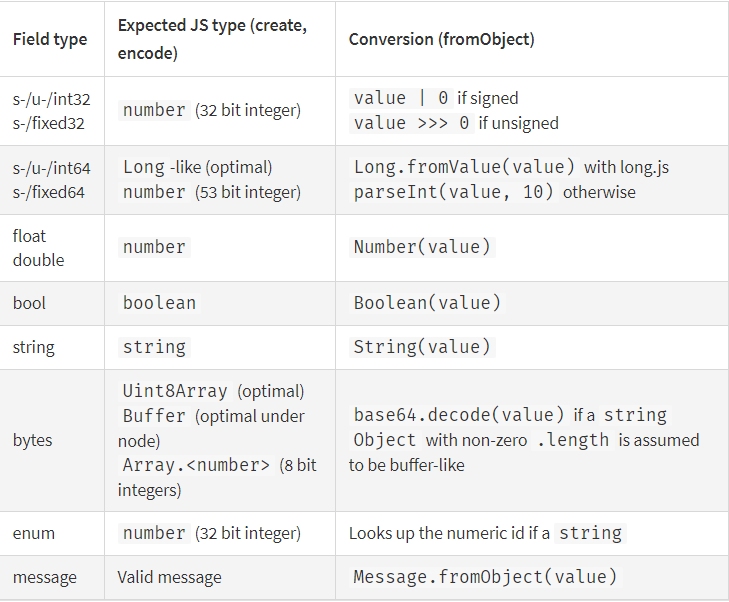 Field type
Expected JS type (create,
encode)
Conversion (fromObject)
s-/u-/int32
s-/fixed32
number (32 bit integer)
value | 0 if signed
value >>> 0 if unsigned
s-/u-/int64
s-/fixed64
Long -like (optimal)
number (53 bit integer)
Long.fromValue(value) with long.js
parseInt(value, 10) otherwise
float
double
number
Number(value)
bool
boolean
Boolean(value)
string
string
String(value)
bytes
Uint8Array (optimal)
Buffer (optimal under
node)
Array.<number> (8 bit
integers)
base64.decode(value) if a string
Object with non-zero .length is assumed
to be buffer-like
enum
number (32 bit integer)
Looks up the numeric id if a string
message
Valid message
Message.fromObject(value)